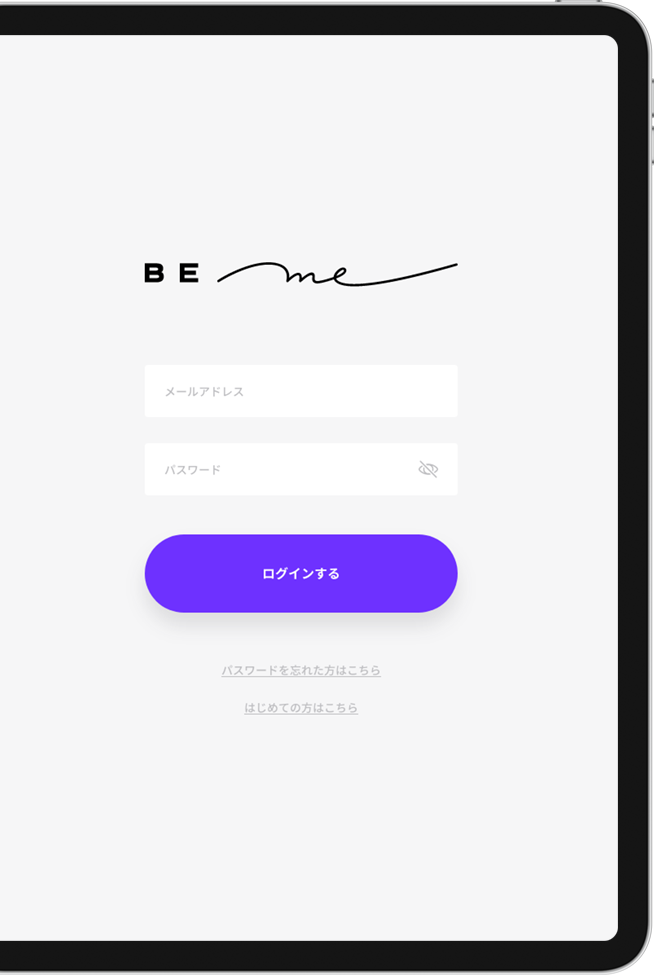 BE me
メールアドレス
パスワード
ログインする
パスワードを忘れた方はこちら
はじめての方はこちら